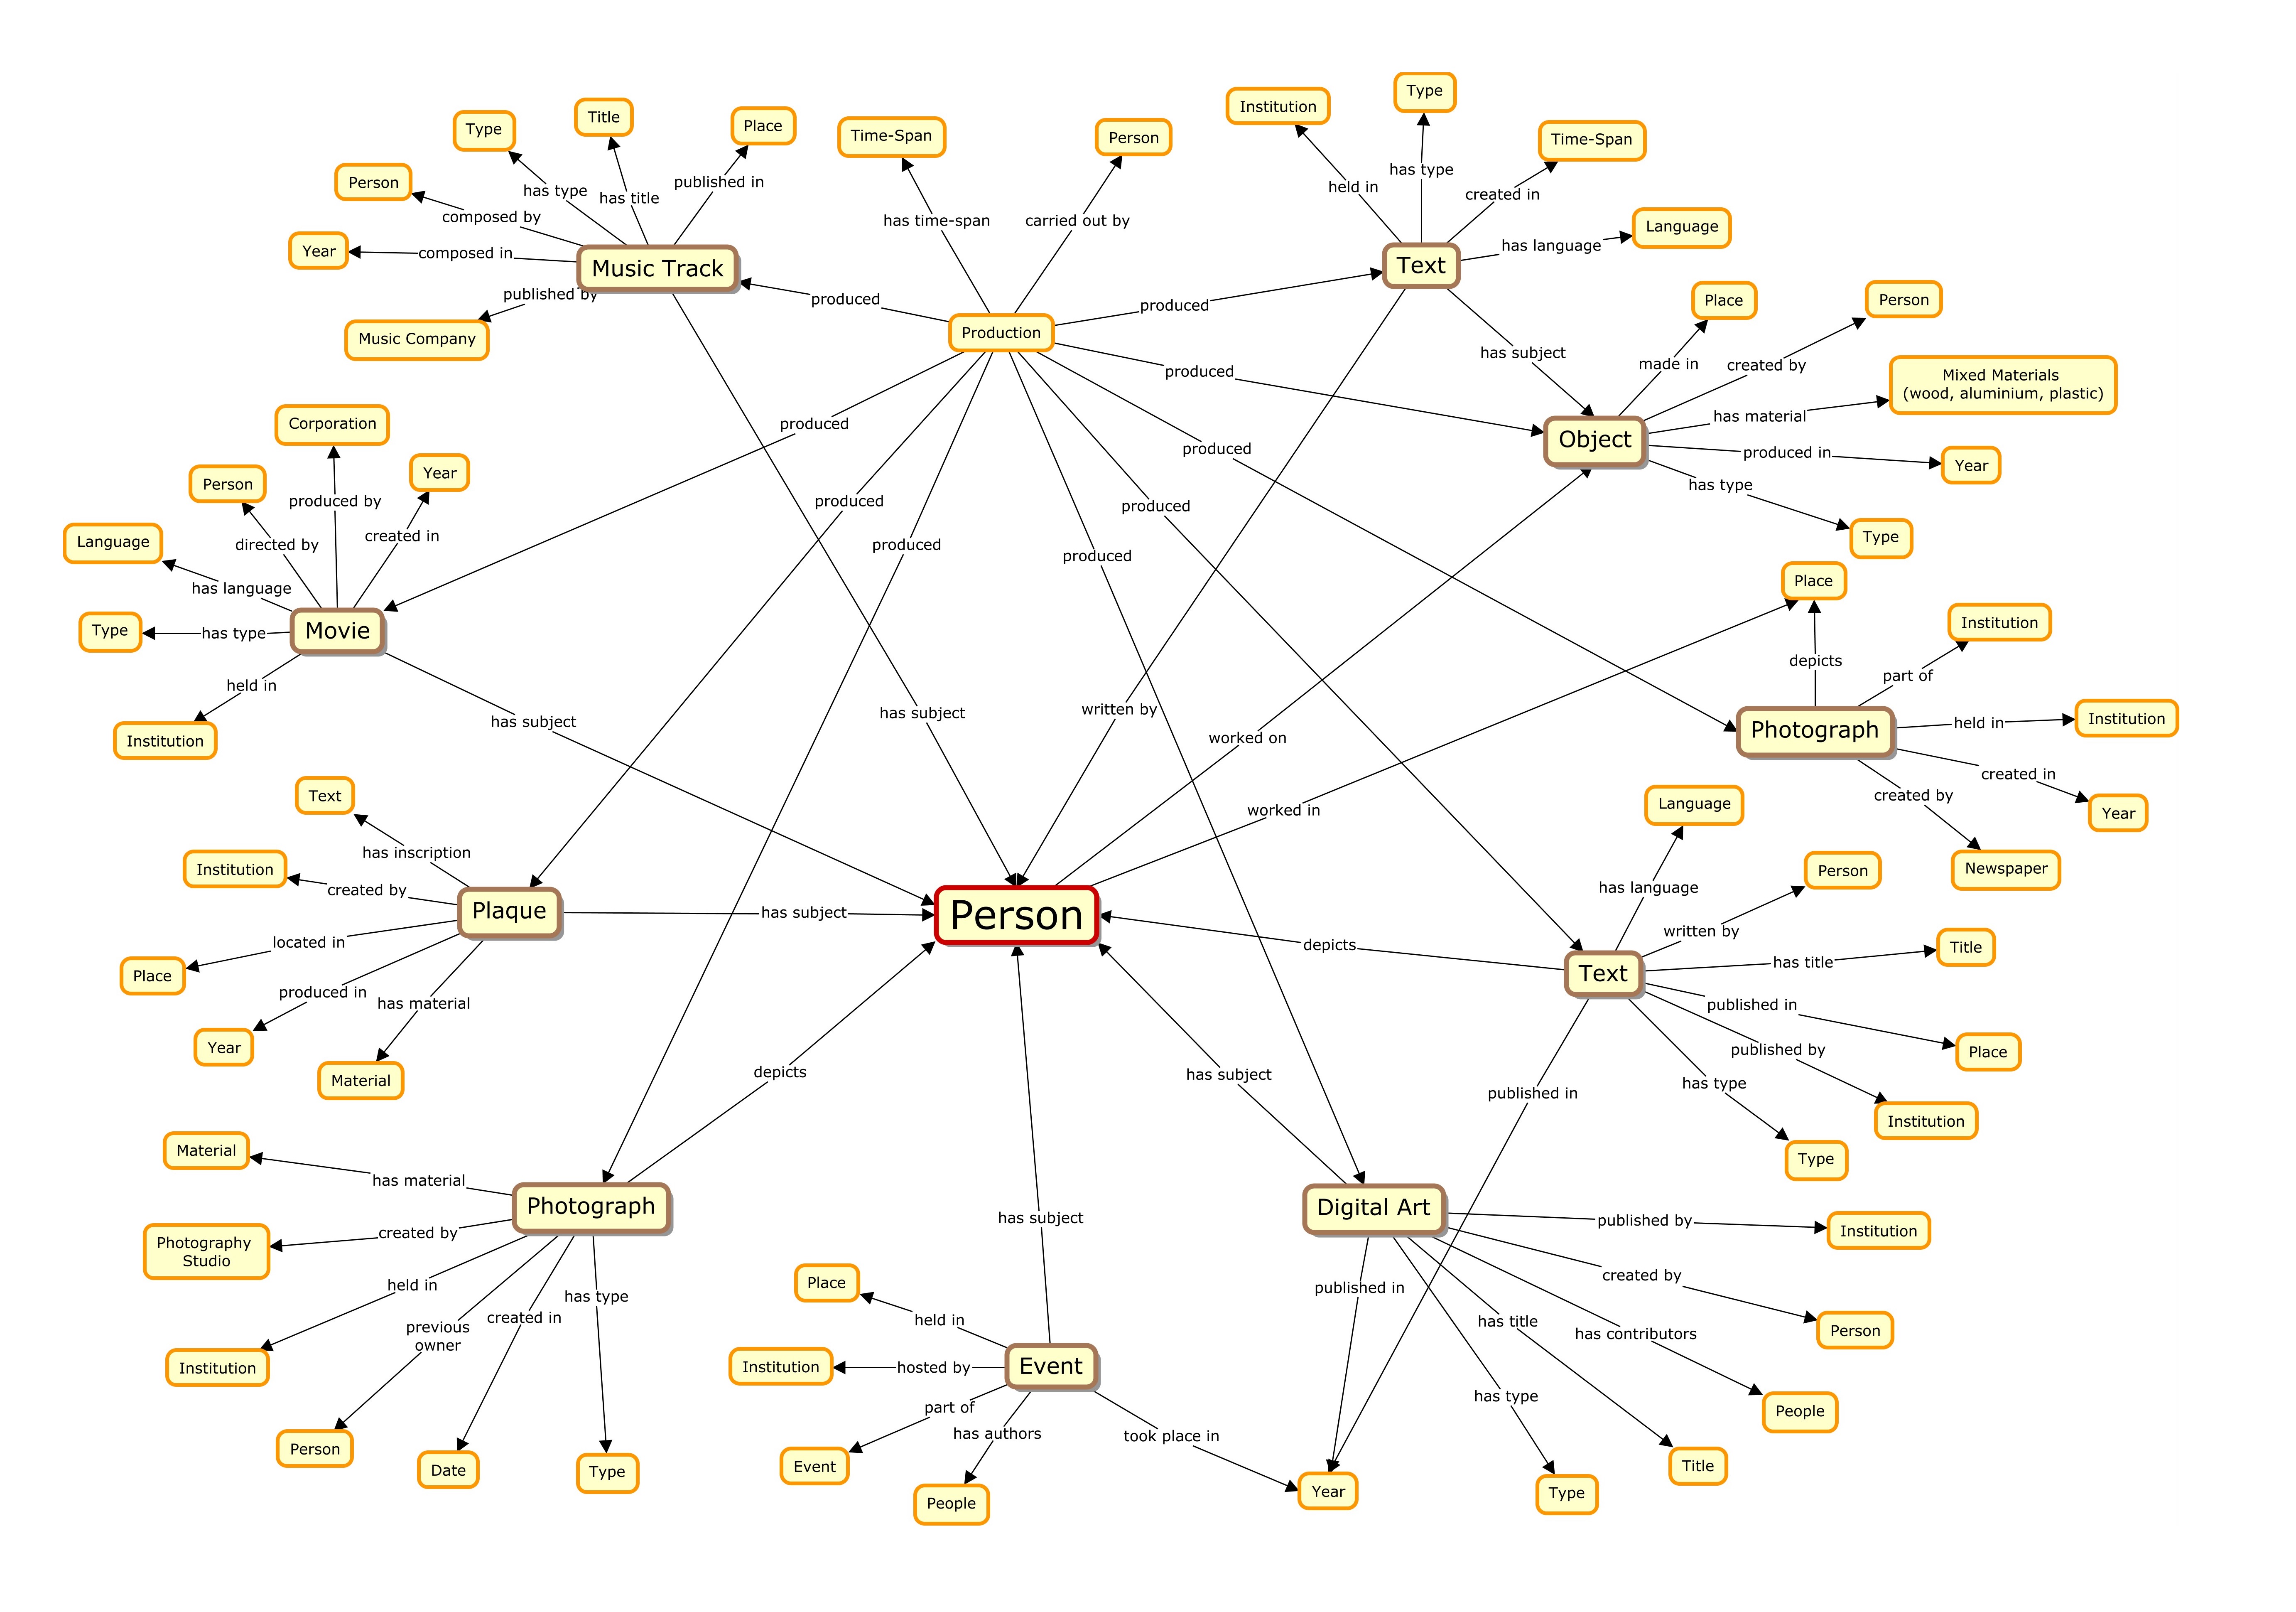 Type
Title
Place
Person
has type
has title
published in
composed by
Year
composed in
Music Track
published by
Music Company
Time-Span
Person
has time-span
carried out by
Production
produced
produced
produced
produced
produced
produced
produced
produced
produced
Institution
Type
Time-Span
held in
has type
created in
Language
has language
Text
has subject
written by
Place
Person
made in
created by
Mixed Materials
(wood, aluminium, plastic)
has material
Object
produced in
Year
has type
Type
Corporation
Person
Year
produced by
Language
directed by
created in
has language
Type
has type
Movie
held in
Institution
has subject
has subject
Place
Institution
depicts
part of
Photograph
held in
Institution
created in
Year
created by
Newspaper
worked on
worked in
Text
has inscription
Institution
created by
Plaque
has subject
located in
Place
produced in
has material
Year
Material
Person
Language
has language
Person
written by
Title
has title
Text
depicts
published in
Place
published by
Institution
has type
Type
published in
Material
has material
depicts
Photograph
Photography
Studio
created by
held in
Institution
previous
owner
created in
has type
Person
Date
Type
has subject
Place
held in
Institution
hosted by
Event
part of
has authors
Event
People
took place in
Year
has subject
Digital Art
published by
Institution
published in
created by
Person
has title
has contributors
People
has type
Title
Type